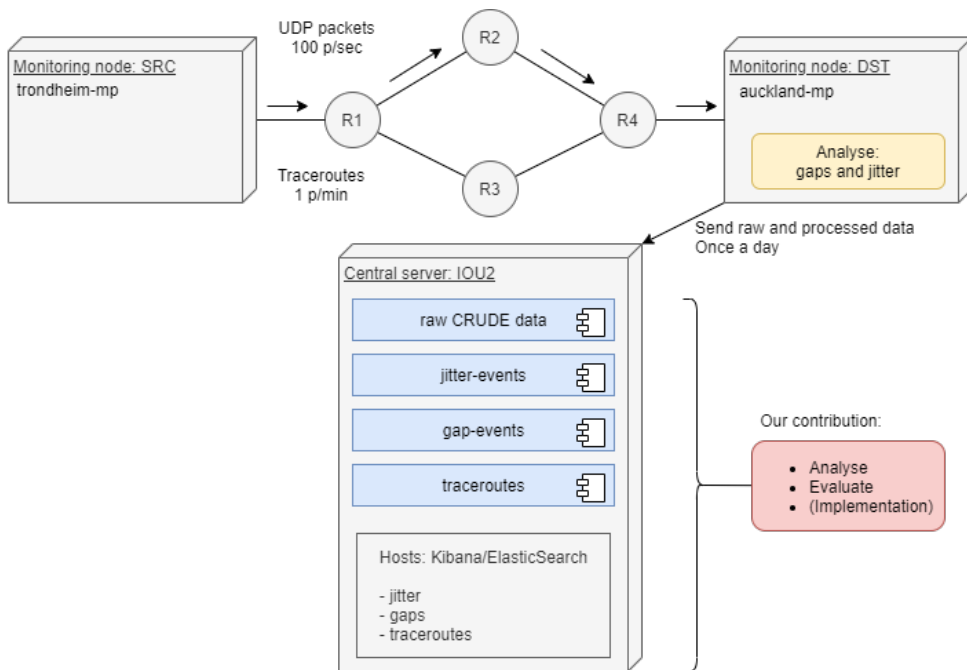 UDP packets
100 p/sec
R2
Monitoring node: SRC
trondheim-mp
Monitoring node: DST
auckland-mp
R1
R4
Analyse:
gaps and jitter
Traceroutes
1 p/min
R3
Send raw and processed data
Once a day
Central server: IOU2
raw CRUDE data
jitter-events
gap-events
traceroutes
Our contribution:
• Analyse
• Evaluate
• (Implementation)
Hosts: Kibana/ElasticSearch
- jitter
- gaps
- traceroutes